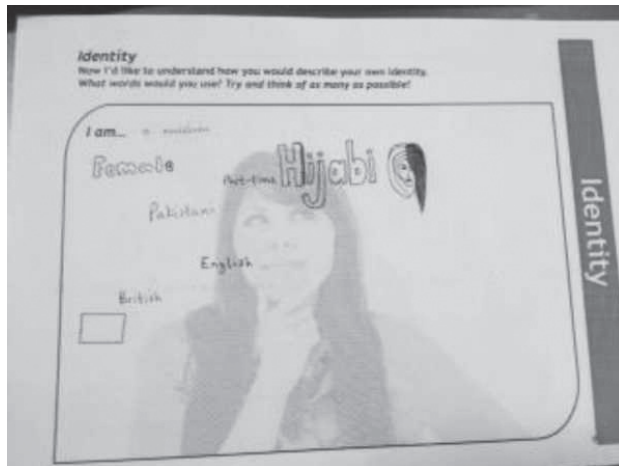 Identity
Now I'd like to understand how you would describe your own identity.
What words would you use? Try and think of as many as possible!
I am... a muslim
Female
Part-time Hijabi
Pakistani
English
British
Identity